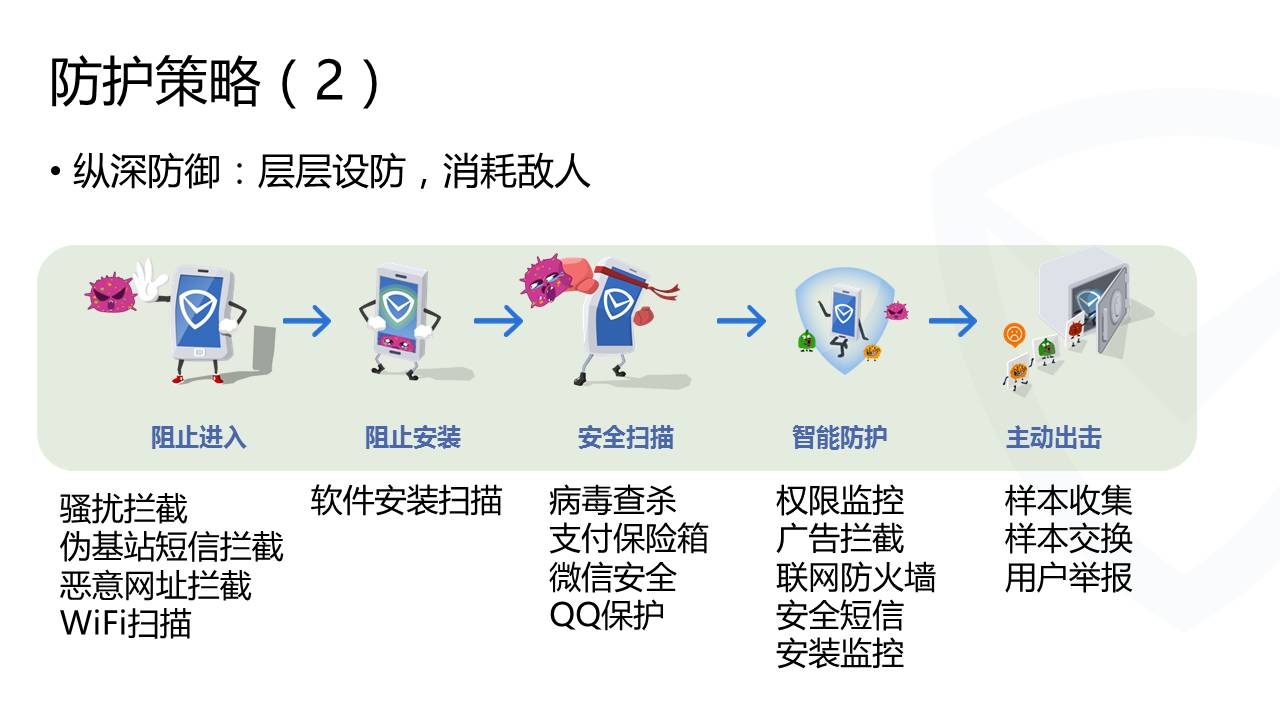 防护策略（2）
• 纵深防御：层层设防，消耗敌人
阻止进入
阻止安装
安全扫描
智能防护
主动出击
骚扰拦截
伪基站短信拦截
恶意网址拦截
WiFi扫描
软件安装扫描
病毒查杀
支付保险箱
微信安全
QQ保护
权限监控
广告拦截
联网防火墙
安全短信
安装监控
样本收集
样本交换
用户举报